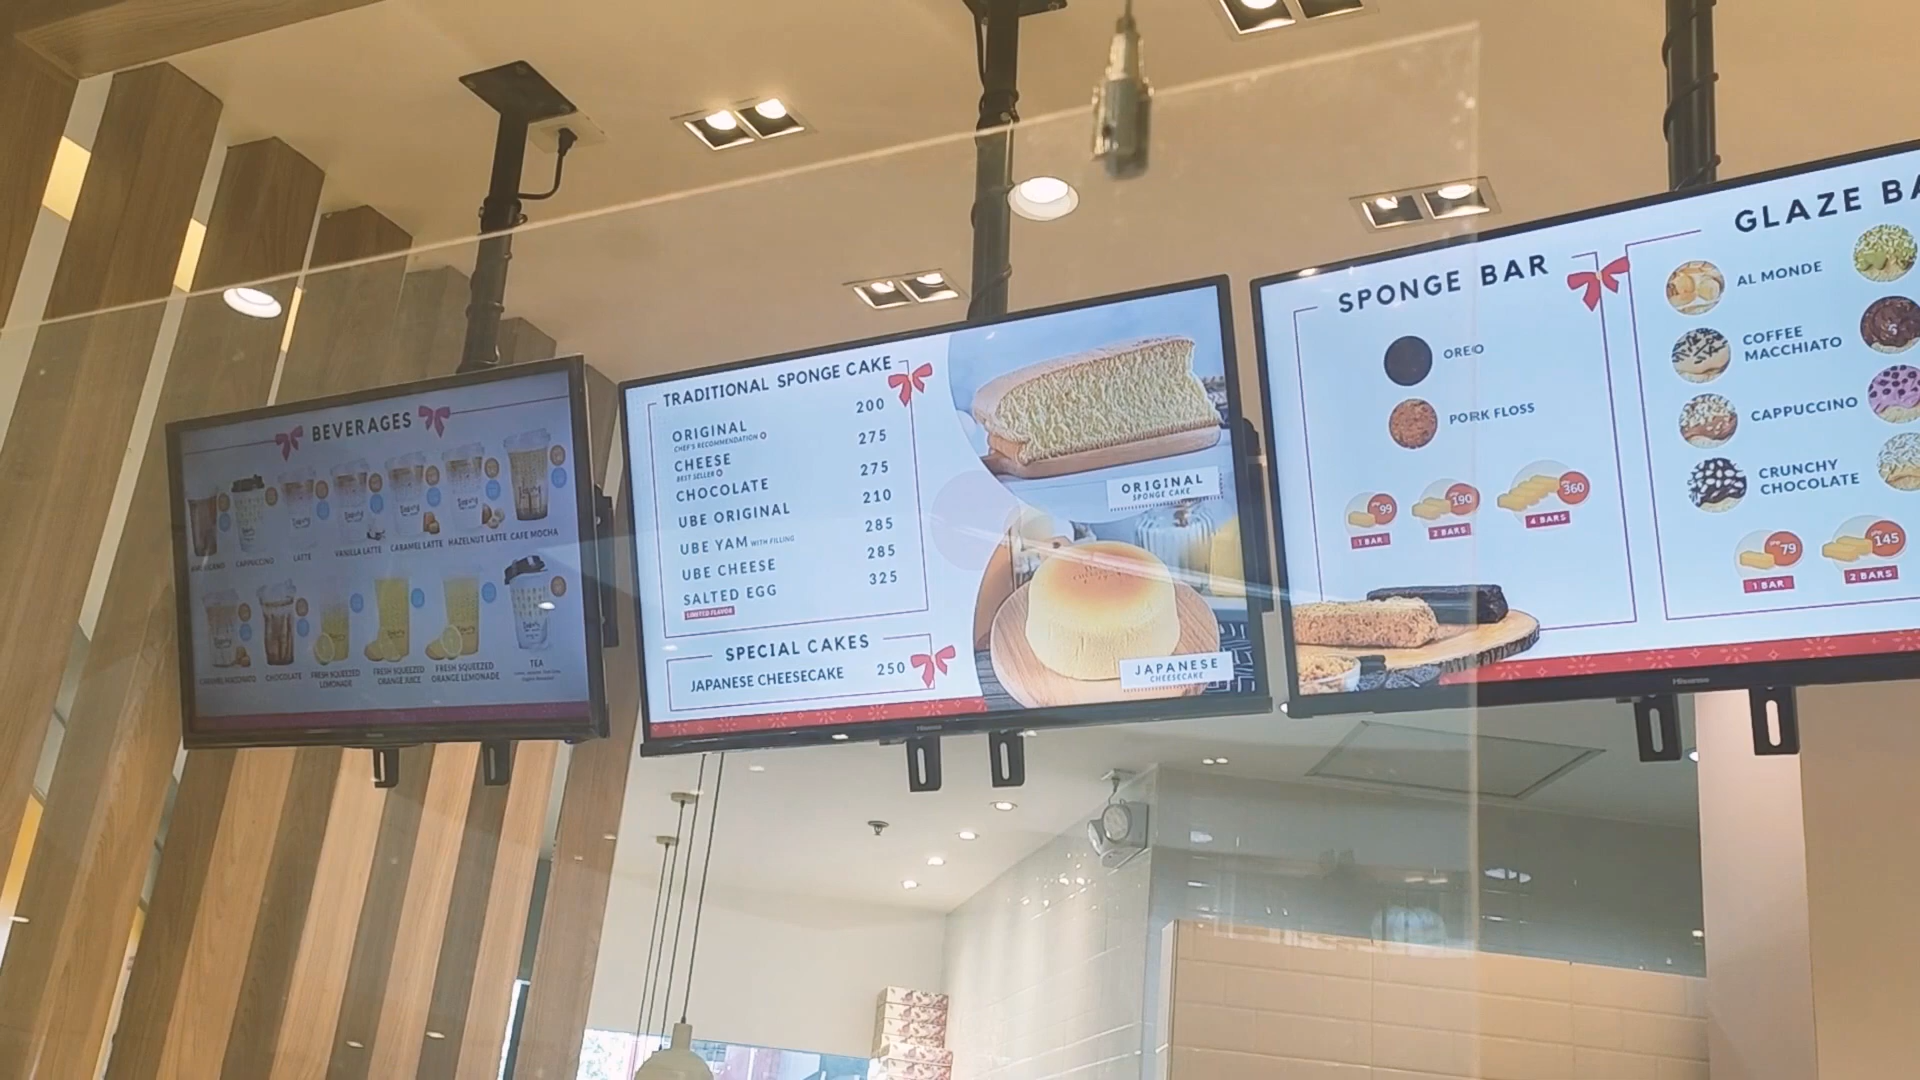 BEVERAGES
CAPPUCCINO
LATTE
VANILLA LATTE
CARAMEL LATTE
HAZELNUT LATTE
CAFE MOCHA
CARAMEL MACCHIATO
CHOCOLATE
FRESH SQUEEZED
LEMONADE
FRESH SQUEEZED
ORANGE JUICE
FRESH SQUEEZED
ORANGE LEMONADE
TEA
TRADITIONAL SPONGE CAKE
ORIGINAL 200
CHEF'S RECOMMENDATION
CHEESE 275
BEST SELLER
CHOCOLATE 275
UBE ORIGINAL 210
UBE YAM WITH FILLING 285
UBE CHEESE 285
SALTED EGG 325
LIMITED FLAVOR
SPECIAL CAKES
JAPANESE CHEESECAKE 250
ORIGINAL
SPONGE CAKE
JAPANESE
CHEESECAKE
Hisense
SPONGE BAR
OREO
PORK FLOSS
99
1 BAR
190
2 BARS
360
4 BARS
GLAZE BA
AL MONDE
COFFEE
MACCHIATO
CAPPUCCINO
CRUNCHY
CHOCOLATE
79
1 BAR
145
2 BARS
Hisense